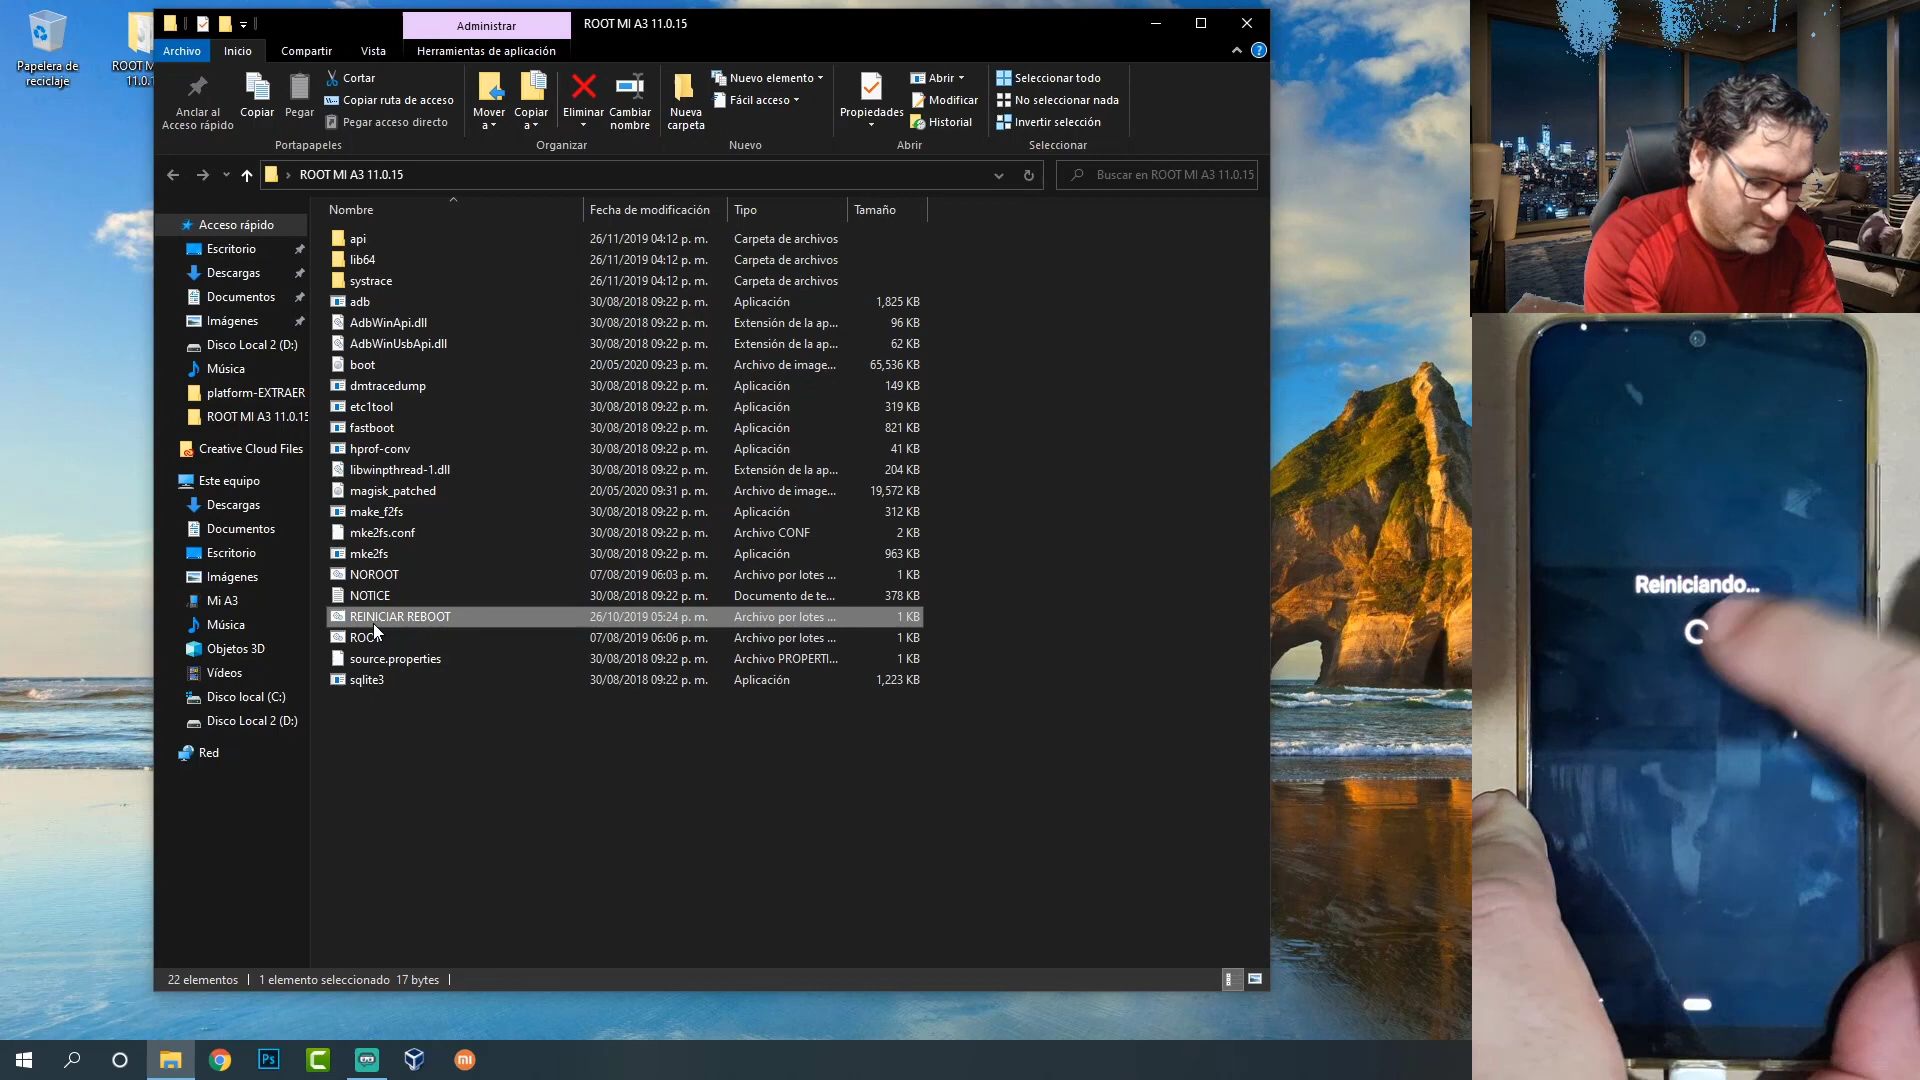 Papelera de
reciclaje
ROOT M
11.0.1
Administrar
ROOT MI A3 11.0.15
Archivo
Inicio
Compartir
Vista
Herramientas de aplicación
Anclar al
Acceso rápido
Copiar
Pegar
Cortar
Copiar ruta de acceso
Pegar acceso directo
Portapapeles
Mover
a
Copiar
a
Eliminar
Cambiar
nombre
Organizar
Nueva
carpeta
Nuevo elemento
Fácil acceso
Nuevo
Propiedades
Abrir
Modificar
Historial
Abrir
Seleccionar todo
No seleccionar nada
Invertir selección
Seleccionar
ROOT MI A3 11.0.15
Buscar en ROOT MI A3 11.0.15
Acceso rápido
Escritorio
Descargas
Documentos
Imágenes
Disco Local 2 (D:)
Música
platform-EXTRAER
ROOT MI A3 11.0.15
Creative Cloud Files
Este equipo
Descargas
Documentos
Escritorio
Imágenes
Mi A3
Música
Objetos 3D
Vídeos
Disco local (C:)
Disco Local 2 (D:)
Red
Nombre Fecha de modificación Tipo Tamaño
api 26/11/2019 04:12 p. m. Carpeta de archivos
lib64 26/11/2019 04:12 p. m. Carpeta de archivos
systrace 26/11/2019 04:12 p. m. Carpeta de archivos
adb 30/08/2018 09:22 p. m. Aplicación 1,825 KB
AdbWinApi.dll 30/08/2018 09:22 p. m. Extensión de la ap... 96 KB
AdbWinUsbApi.dll 30/08/2018 09:22 p. m. Extensión de la ap... 62 KB
boot 20/05/2020 09:23 p. m. Archivo de image... 65,536 KB
dmtracedump 30/08/2018 09:22 p. m. Aplicación 149 KB
etc1tool 30/08/2018 09:22 p. m. Aplicación 319 KB
fastboot 30/08/2018 09:22 p. m. Aplicación 821 KB
hprof-conv 30/08/2018 09:22 p. m. Aplicación 41 KB
libwinpthread-1.dll 30/08/2018 09:22 p. m. Extensión de la ap... 204 KB
magisk_patched 20/05/2020 09:31 p. m. Archivo de image... 19,572 KB
make_f2fs 30/08/2018 09:22 p. m. Aplicación 312 KB
mke2fs.conf 30/08/2018 09:22 p. m. Archivo CONF 2 KB
mke2fs 30/08/2018 09:22 p. m. Aplicación 963 KB
NOROOT 07/08/2019 06:03 p. m. Archivo por lotes ... 1 KB
NOTICE 30/08/2018 09:22 p. m. Documento de te... 378 KB
REINICIAR REBOOT 26/10/2019 05:24 p. m. Archivo por lotes ... 1 KB
ROOT 07/08/2019 06:06 p. m. Archivo por lotes ... 1 KB
source.properties 30/08/2018 09:22 p. m. Archivo PROPERTI... 1 KB
sqlite3 30/08/2018 09:22 p. m. Aplicación 1,223 KB
22 elementos
1 elemento seleccionado 17 bytes
Reiniciando...
Ps
mi